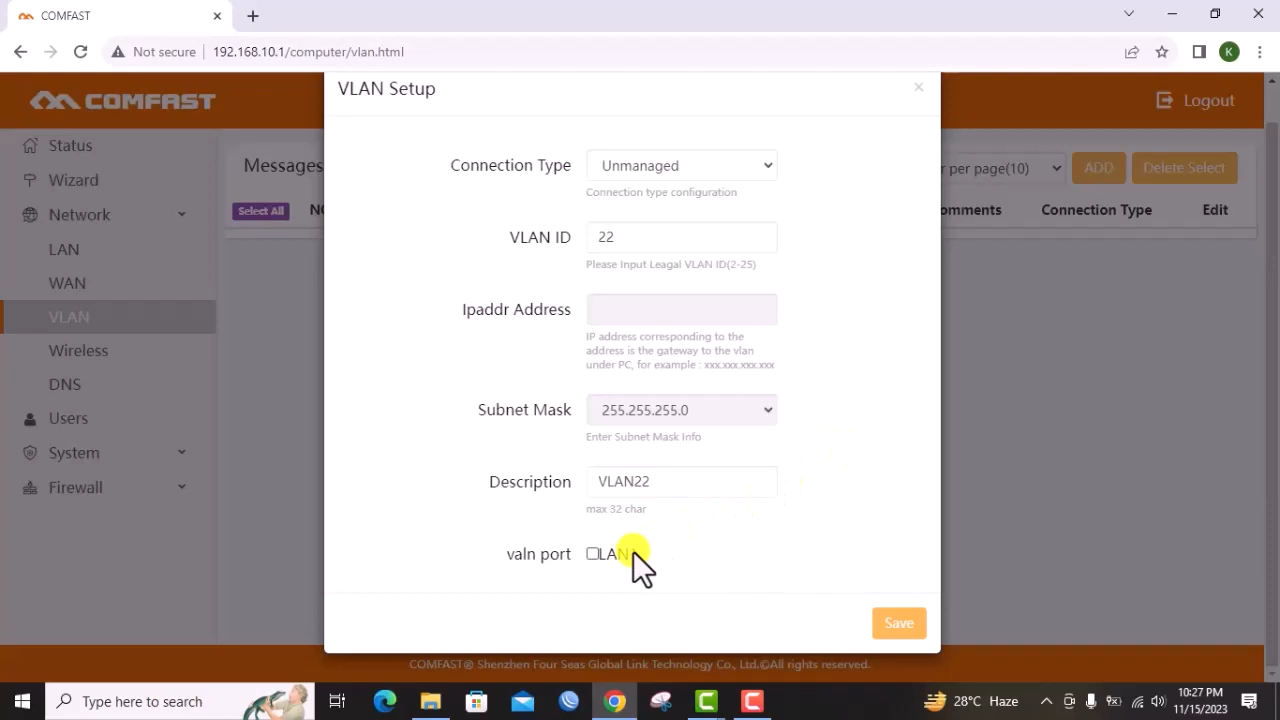 COMFAST
Not secure
192.168.10.1/computer/vlan.html
K
COMFAST
Logout
Status
Wizard
Network
LAN
WAN
VLAN
Wireless
DNS
Users
System
Firewall
Messages
r per page(10)
ADD
Delete Select
Select All
omments
Connection Type
Edit
VLAN Setup
Connection Type
Unmanaged
Connection type configuration
VLAN ID
22
Please Input Leagal VLAN ID(2-25)
Ipaddr Address
IP address corresponding to the
address is the gateway to the vlan
under PC, for example : xxx.xxx.xxx.xxx
Subnet Mask
255.255.255.0
Enter Subnet Mask Info
Description
VLAN22
max 32 char
valn port
LAN
Save
COMFAST® Shenzhen Four Seas Global Link Technology Co., Ltd.©All rights reserved.
Type here to search
28°C Haze
10:27 PM
11/15/2023